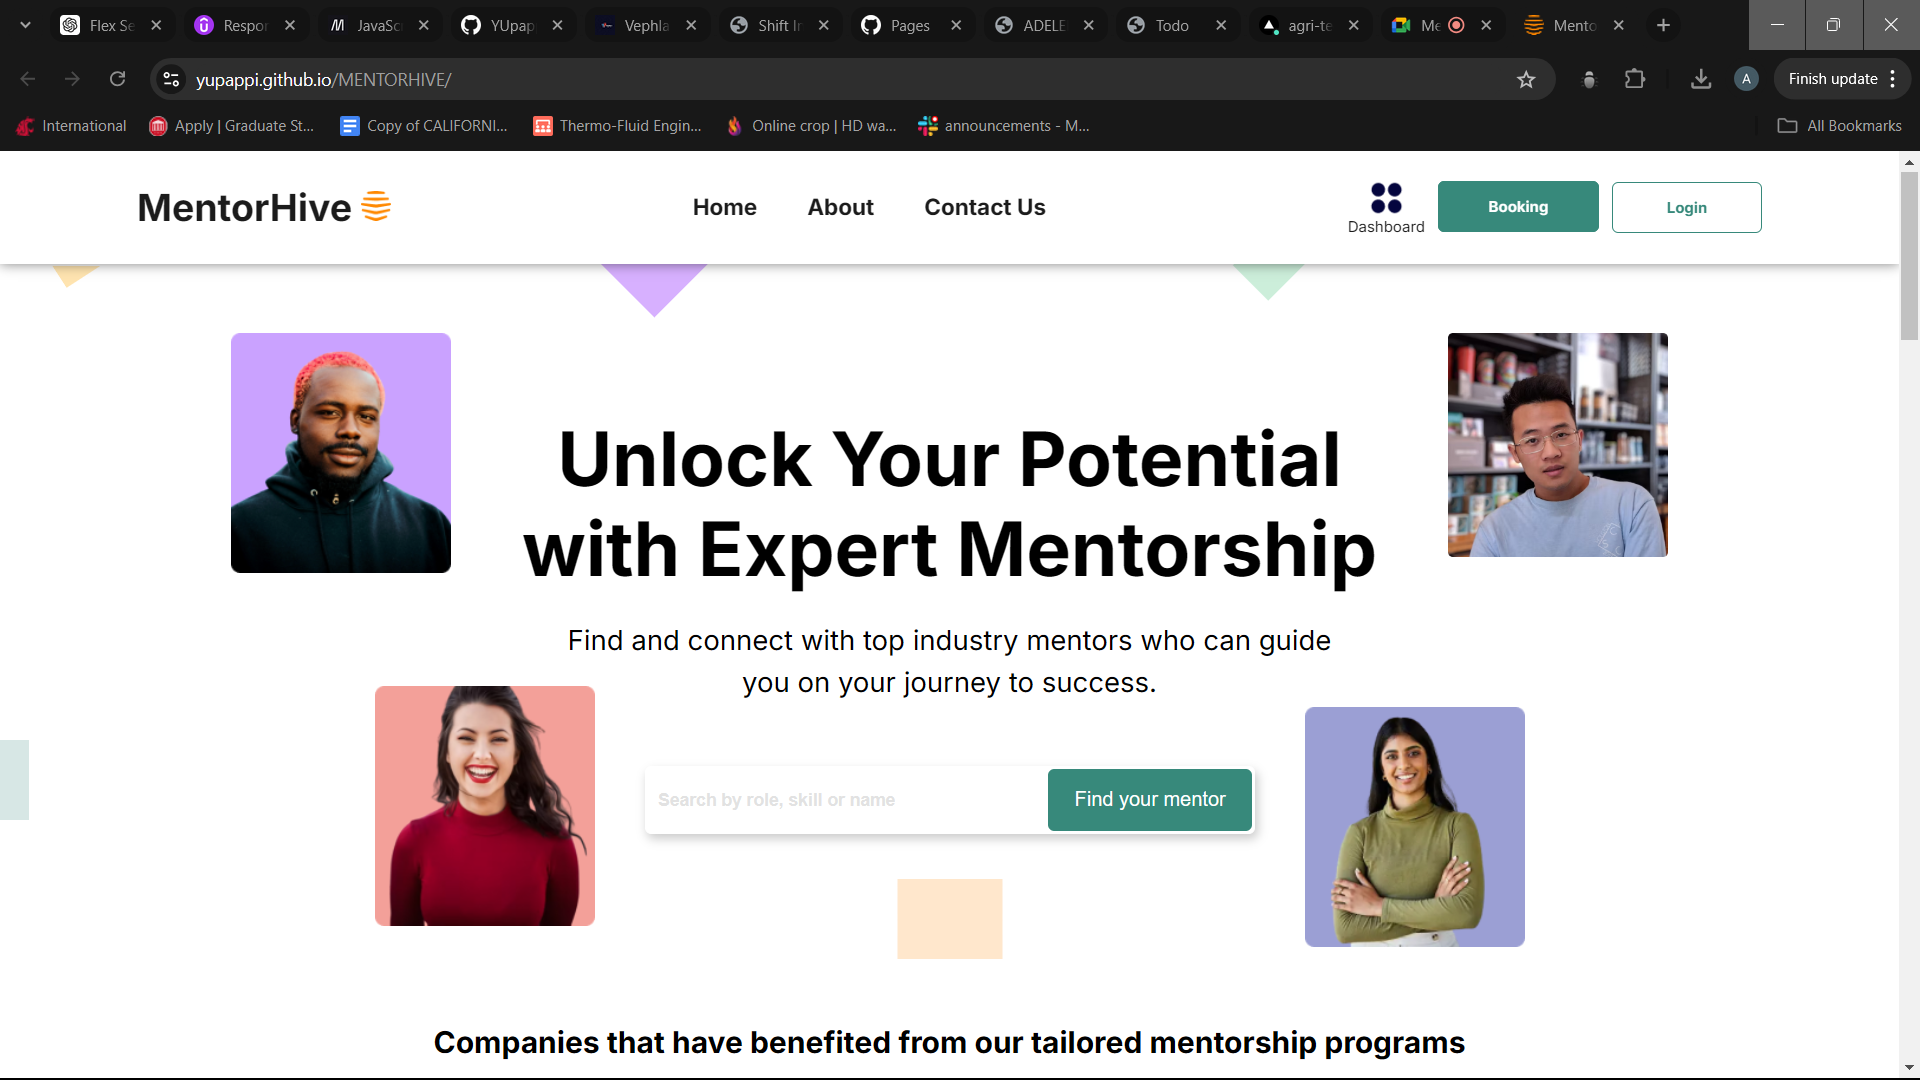 Flex Se
Respon
JavaSc
YUpap
Vephla
Shift In
Pages
ADELE
Todo
agri-te
Me
Mento
yupappi.github.io/MENTORHIVE/
A
Finish update
International
Apply | Graduate St...
Copy of CALIFORNI...
Thermo-Fluid Engin...
Online crop | HD wa...
announcements - M...
All Bookmarks
MentorHive
Home
About
Contact Us
Dashboard
Booking
Login
Unlock Your Potential
with Expert Mentorship
Find and connect with top industry mentors who can guide
you on your journey to success.
Search by role, skill or name
Find your mentor
Companies that have benefited from our tailored mentorship programs